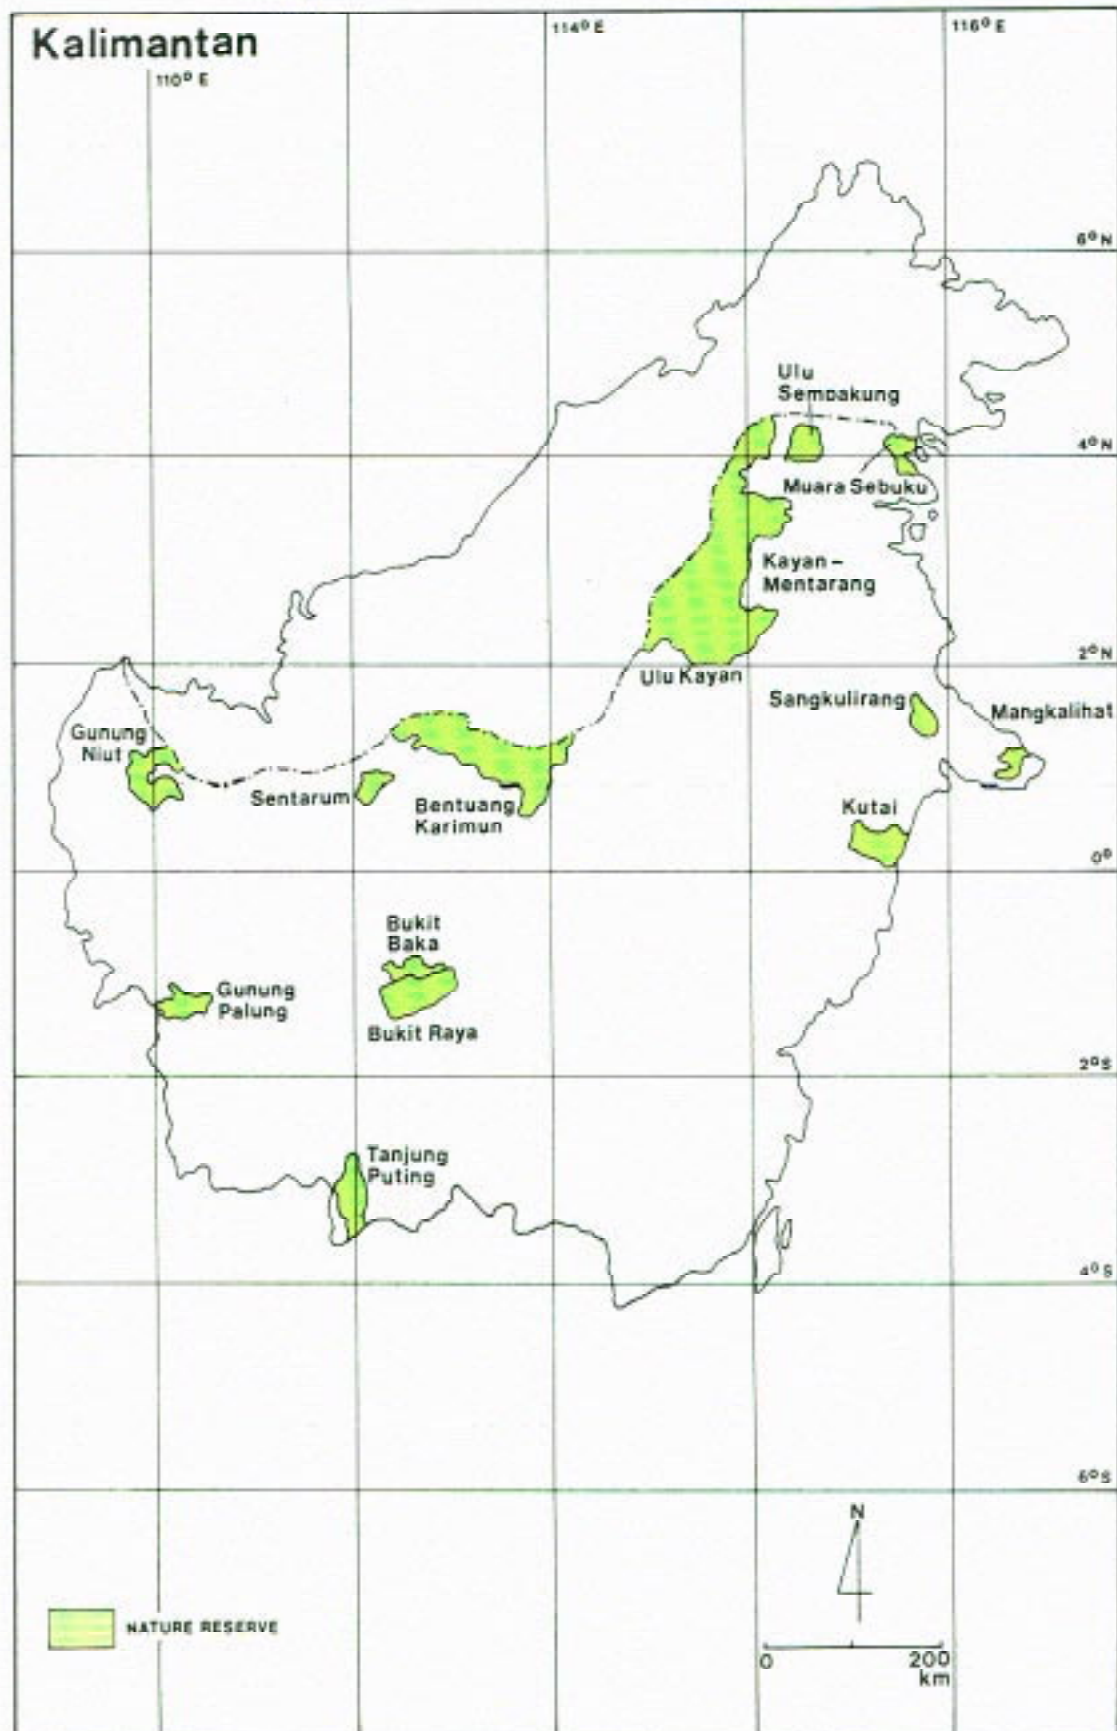 Kalimantan
110° E
114° E
116° E
6° N
Ulu
Sembakung
4° N
Muara Sebuku
Kayan –
Mentarang
2° N
Ulu Kayan
Sangkulirang
Mangkalihat
Gunung
Niut
Sentarum
Bentuang
Karimun
Kutai
0°
Bukit
Baka
Gunung
Palung
Bukit Raya
2° S
Tanjung
Puting
4° S
6° S
N
NATURE RESERVE
0 200
km